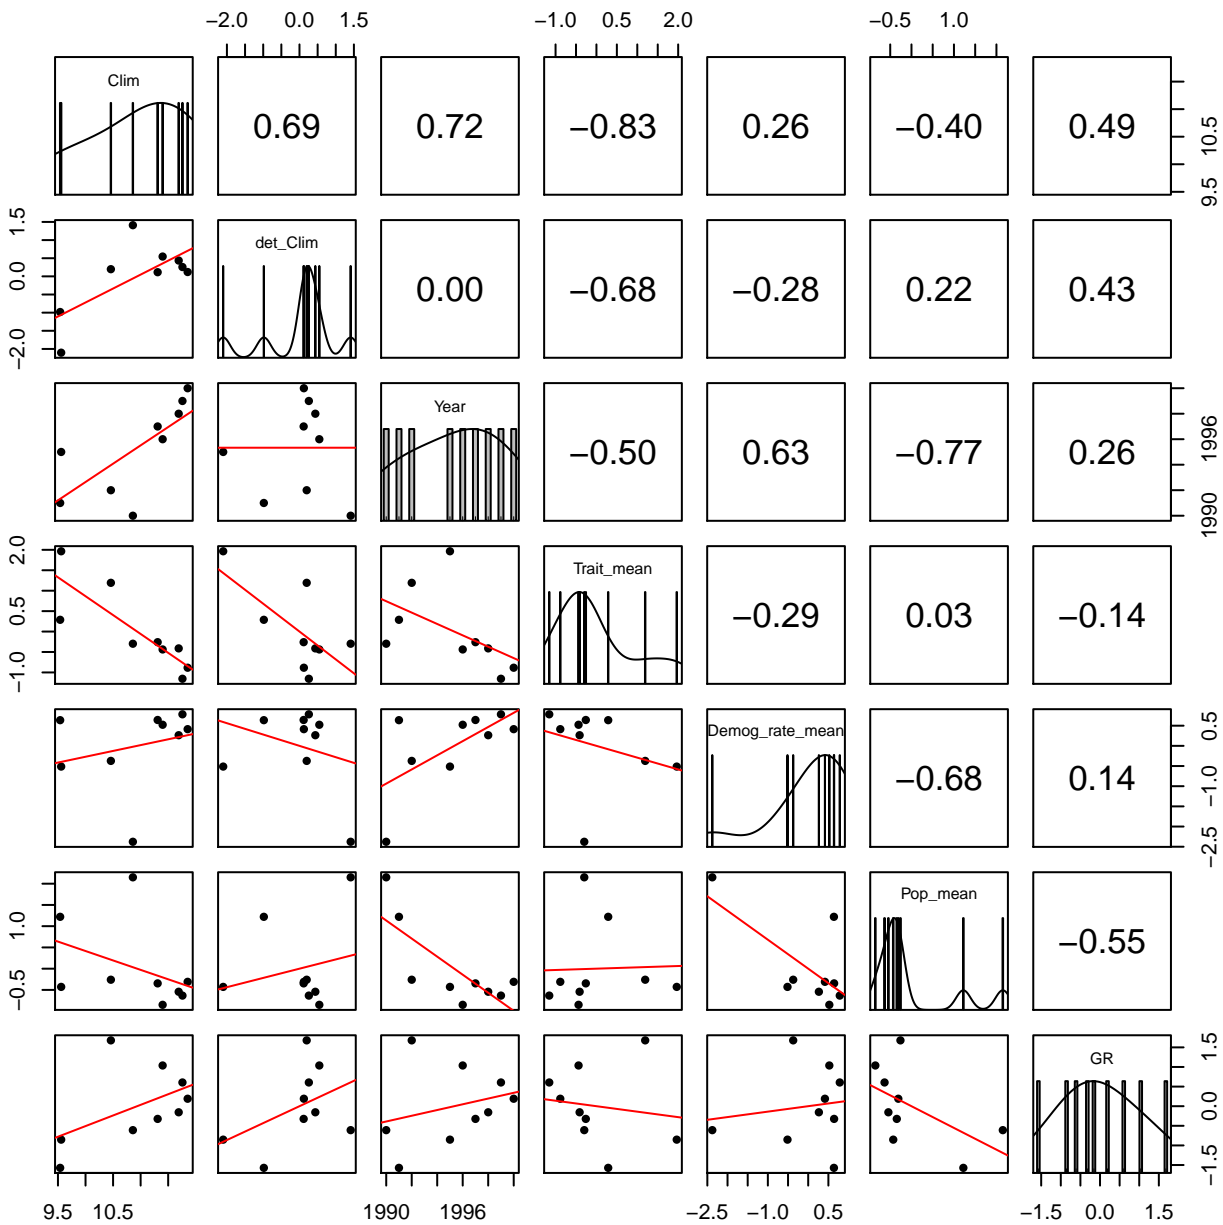 −2.0 0.0 1.5 −1.0 0.5 2.0 −0.5 1.0
Clim 0.69 0.72 −0.83 0.26 −0.40 0.49 9.5 10.5
−2.0 0.0 1.5 det_Clim 0.00 −0.68 −0.28 0.22 0.43
Year −0.50 0.63 −0.77 0.26 1990 1996
−1.0 0.5 2.0 Trait_mean −0.29 0.03 −0.14
Demog_rate_mean −0.68 0.14 −2.5 −1.0 0.5
−0.5 1.0 Pop_mean −0.55
GR −1.5 0.0 1.5
9.5 10.5 1990 1996 −2.5 −1.0 0.5 −1.5 0.0 1.5